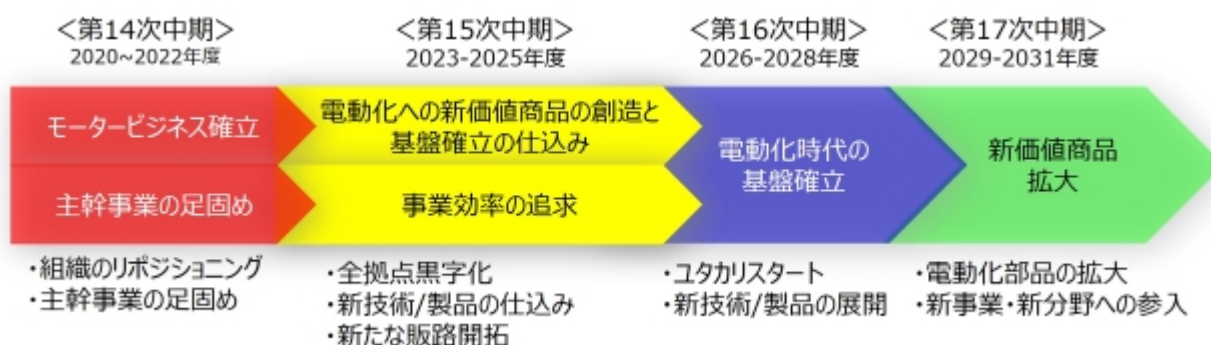 <第14次中期>
2020~2022年度
<第15次中期>
2023-2025年度
<第16次中期>
2026-2028年度
<第17次中期>
2029-2031年度
モータービジネス確立
主幹事業の足固め
電動化への新価値商品の創造と
基盤確立の仕込み
事業効率の追求
電動化時代の
基盤確立
新価値商品
拡大
・組織のリポジショニング
・主幹事業の足固め
・全拠点黒字化
・新技術/製品の仕込み
・新たな販路開拓
・ユタカリスタート
・新技術/製品の展開
・電動化部品の拡大
・新事業・新分野への参入